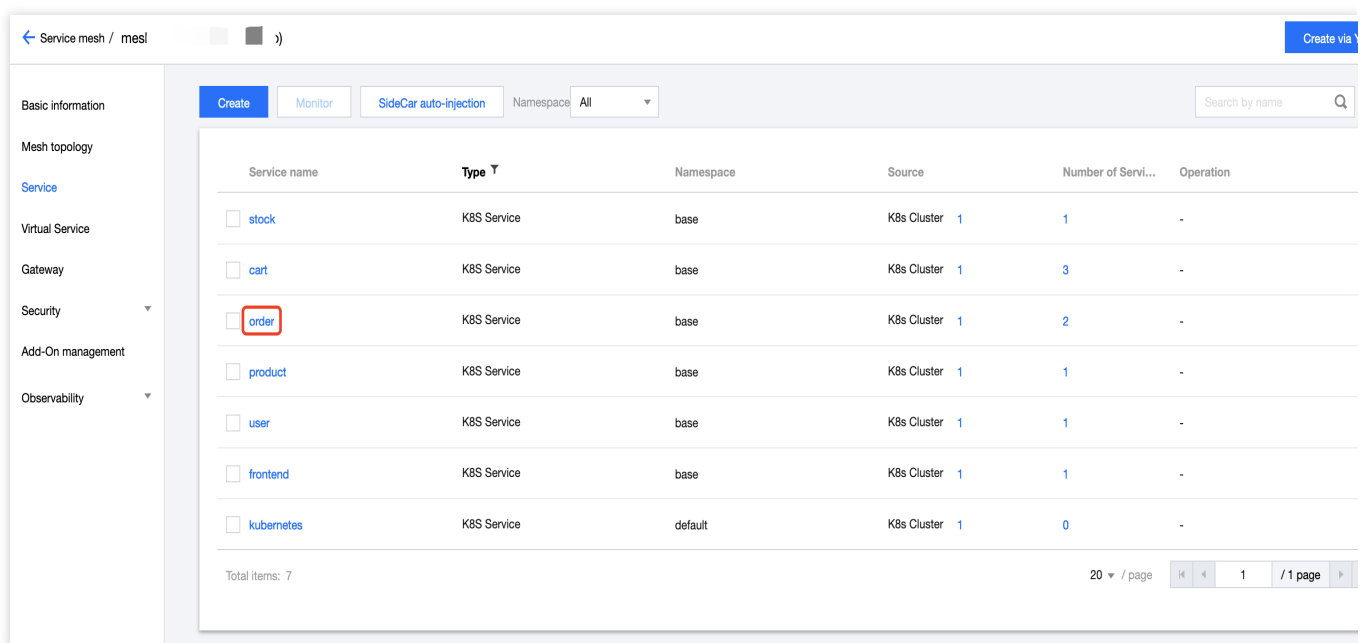 Service mesh / mesl )
Create via
Basic information
Mesh topology
Service
Virtual Service
Gateway
Security
Add-On management
Observability
Create Monitor SideCar auto-injection Namespace All Search by name
Service name Type Namespace Source Number of Servi... Operation
stock K8S Service base K8s Cluster 1 1 -
cart K8S Service base K8s Cluster 1 3 -
order K8S Service base K8s Cluster 1 2 -
product K8S Service base K8s Cluster 1 1 -
user K8S Service base K8s Cluster 1 1 -
frontend K8S Service base K8s Cluster 1 1 -
kubernetes K8S Service default K8s Cluster 1 0 -
Total items: 7 20 / page 1 / 1 page